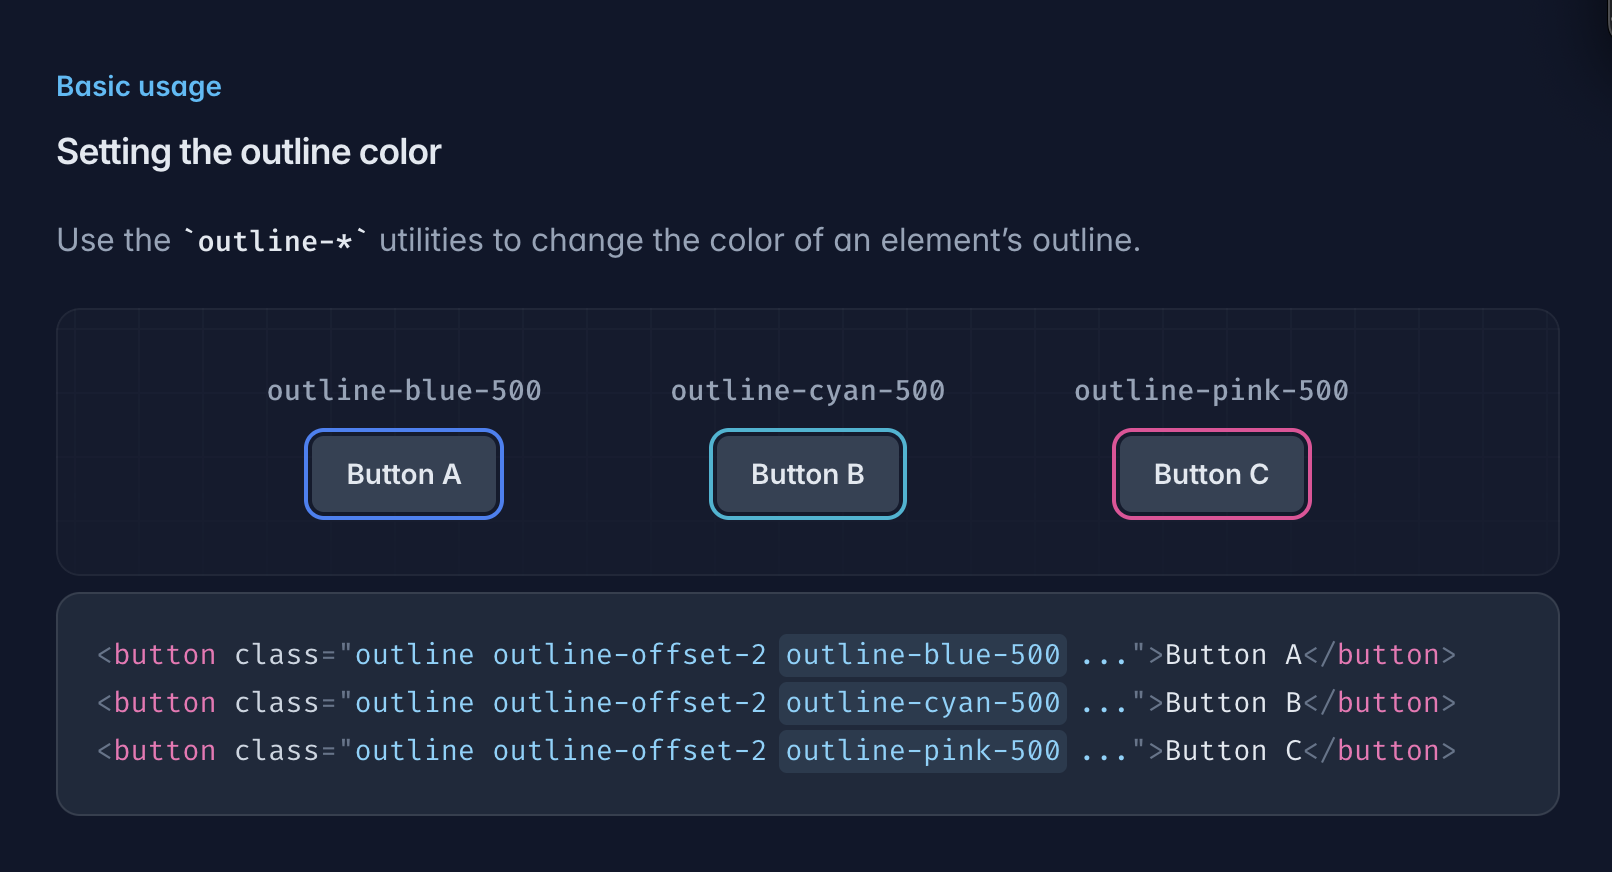 Basic usage
Setting the outline color
Use the `outline-*` utilities to change the color of an element’s outline.
outline-blue-500 outline-cyan-500 outline-pink-500
Button A Button B Button C
<button class="outline outline-offset-2 outline-blue-500 ...">Button A</button>
<button class="outline outline-offset-2 outline-cyan-500 ...">Button B</button>
<button class="outline outline-offset-2 outline-pink-500 ...">Button C</button>